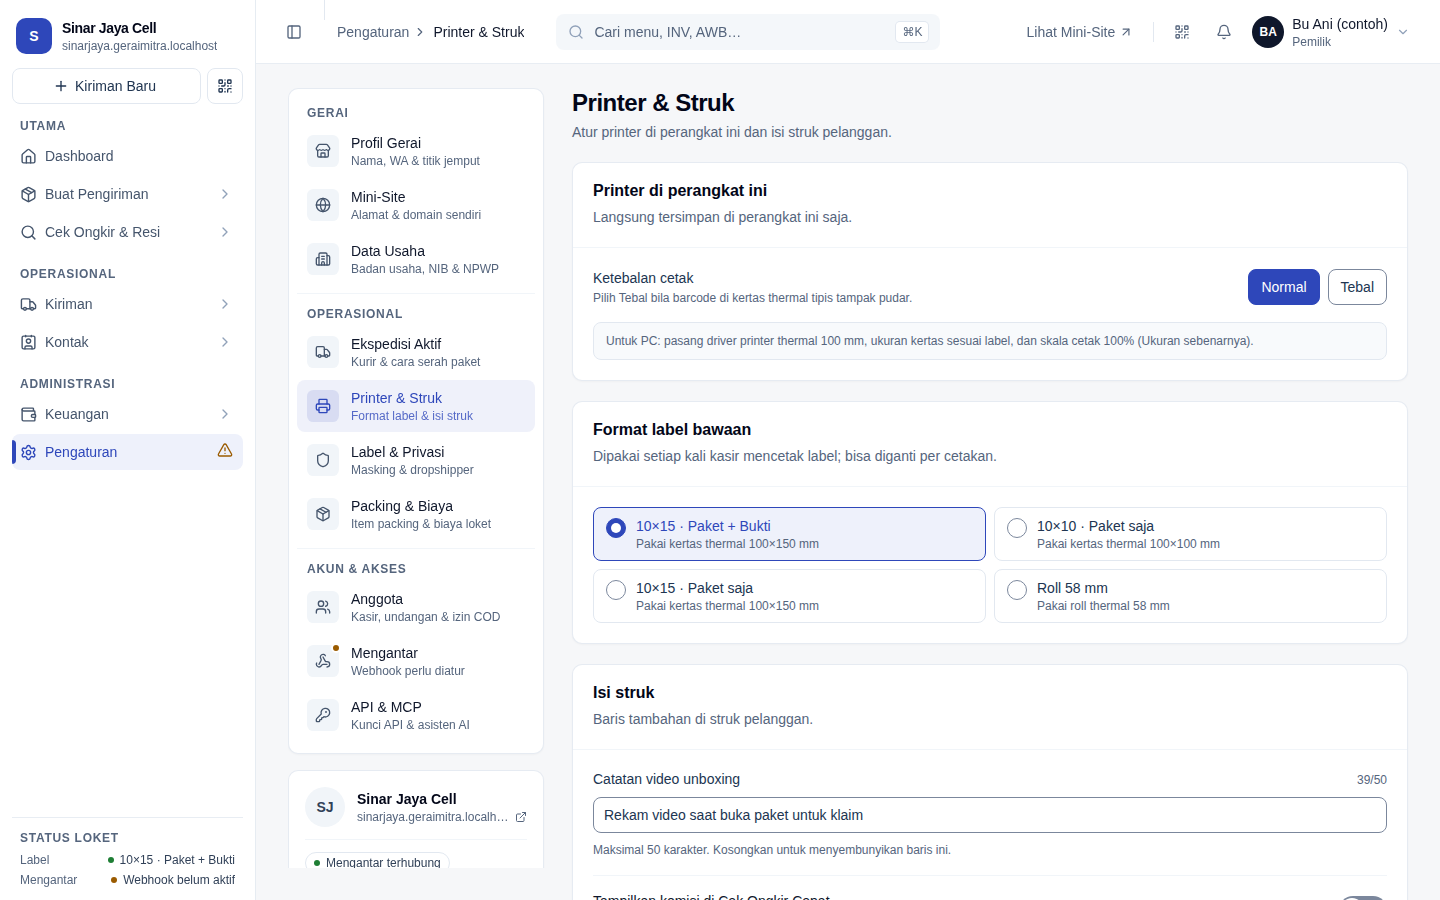 S
Sinar Jaya Cell
sinarjaya.geraimitra.localhost
Kiriman Baru
UTAMA
Dashboard
Buat Pengiriman
Cek Ongkir & Resi
OPERASIONAL
Kiriman
Kontak
ADMINISTRASI
Keuangan
Pengaturan
STATUS LOKET
Label 10×15 · Paket + Bukti
Mengantar Webhook belum aktif
Pengaturan > Printer & Struk
Cari menu, INV, AWB… ⌘K
Lihat Mini-Site
BA
Bu Ani (contoh)
Pemilik
GERAI
Profil Gerai
Nama, WA & titik jemput
Mini-Site
Alamat & domain sendiri
Data Usaha
Badan usaha, NIB & NPWP
OPERASIONAL
Ekspedisi Aktif
Kurir & cara serah paket
Printer & Struk
Format label & isi struk
Label & Privasi
Masking & dropshipper
Packing & Biaya
Item packing & biaya loket
AKUN & AKSES
Anggota
Kasir, undangan & izin COD
Mengantar
Webhook perlu diatur
API & MCP
Kunci API & asisten AI
SJ
Sinar Jaya Cell
sinarjaya.geraimitra.localh…
Mengantar terhubung
Printer & Struk
Atur printer di perangkat ini dan isi struk pelanggan.
Printer di perangkat ini
Langsung tersimpan di perangkat ini saja.
Ketebalan cetak
Pilih Tebal bila barcode di kertas thermal tipis tampak pudar.
Normal Tebal
Untuk PC: pasang driver printer thermal 100 mm, ukuran kertas sesuai label, dan skala cetak 100% (Ukuran sebenarnya).
Format label bawaan
Dipakai setiap kali kasir mencetak label; bisa diganti per cetakan.
10×15 · Paket + Bukti
Pakai kertas thermal 100×150 mm
10×10 · Paket saja
Pakai kertas thermal 100×100 mm
10×15 · Paket saja
Pakai kertas thermal 100×150 mm
Roll 58 mm
Pakai roll thermal 58 mm
Isi struk
Baris tambahan di struk pelanggan.
Catatan video unboxing 39/50
Rekam video saat buka paket untuk klaim
Maksimal 50 karakter. Kosongkan untuk menyembunyikan baris ini.
Tampilkan komisi di Cek Ongkir Cepat